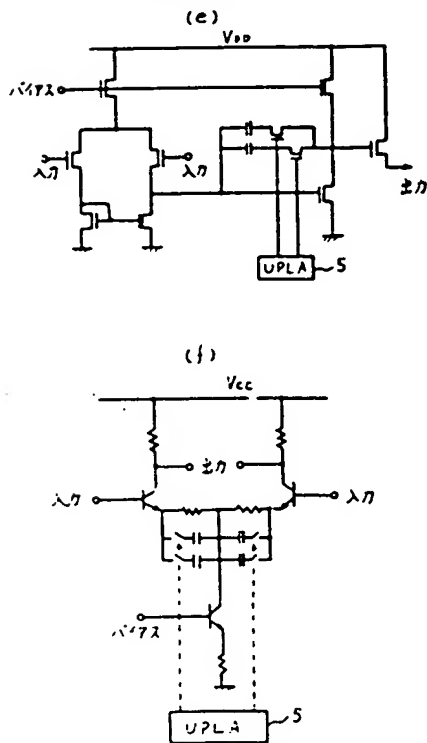 (e)
VDD
バイアス
入力 入力
出力
UPLA 5
(f)
Vcc
出力
入力 入力
バイアス
UPLA 5